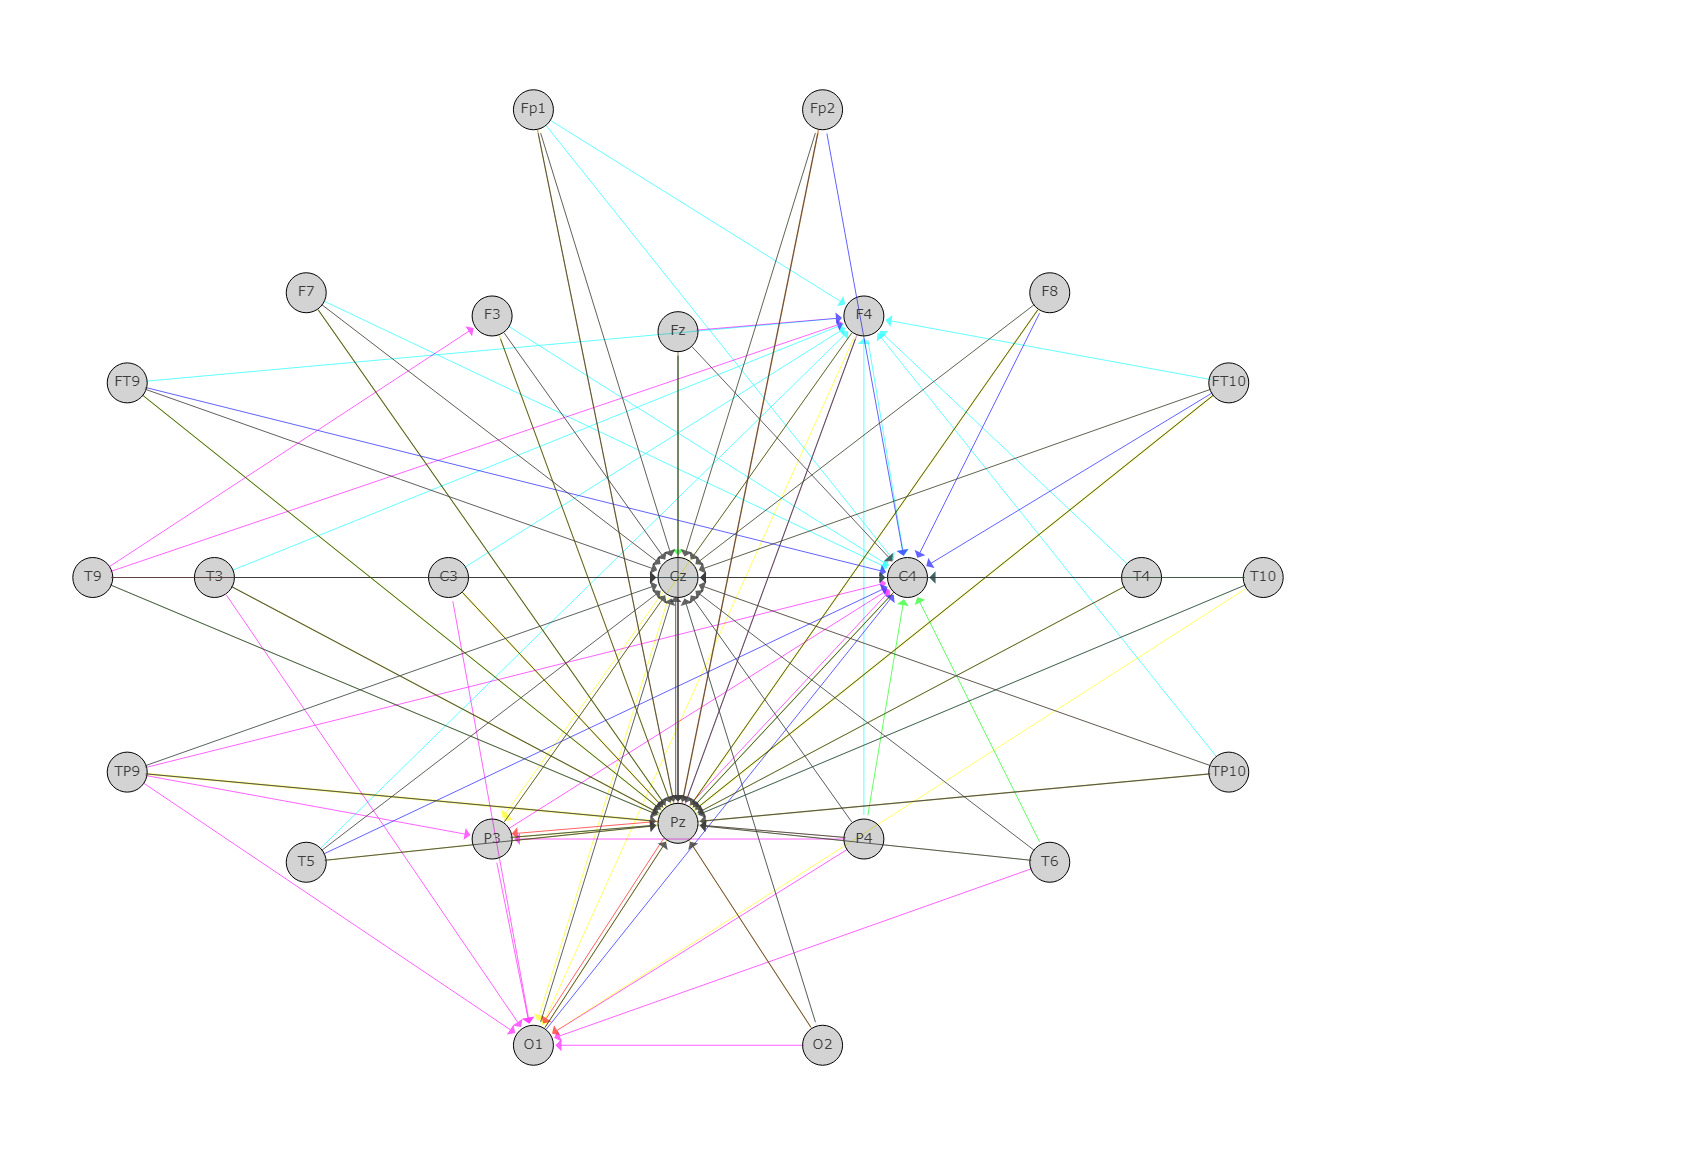 Fp1 Fp2
F7 F3 Fz F4 F8
FT9 FT10
T9 T3 C3 Cz C4 T4 T10
TP9 TP10
T5 P3 Pz P4 T6
O1 O2